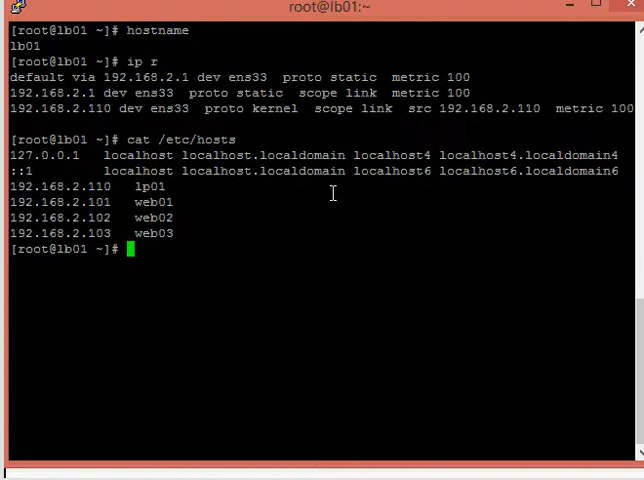 root@lb01:~
[root@lb01 ~]# hostname
lb01
[root@lb01 ~]# ip r
default via 192.168.2.1 dev ens33  proto static  metric 100
192.168.2.1 dev ens33  proto static  scope link  metric 100
192.168.2.110 dev ens33  proto kernel  scope link  src 192.168.2.110  metric 100
[root@lb01 ~]# cat /etc/hosts
127.0.0.1   localhost localhost.localdomain localhost4 localhost4.localdomain4
::1         localhost localhost.localdomain localhost6 localhost6.localdomain6
192.168.2.110   lp01
192.168.2.101   web01
192.168.2.102   web02
192.168.2.103   web03
[root@lb01 ~]#